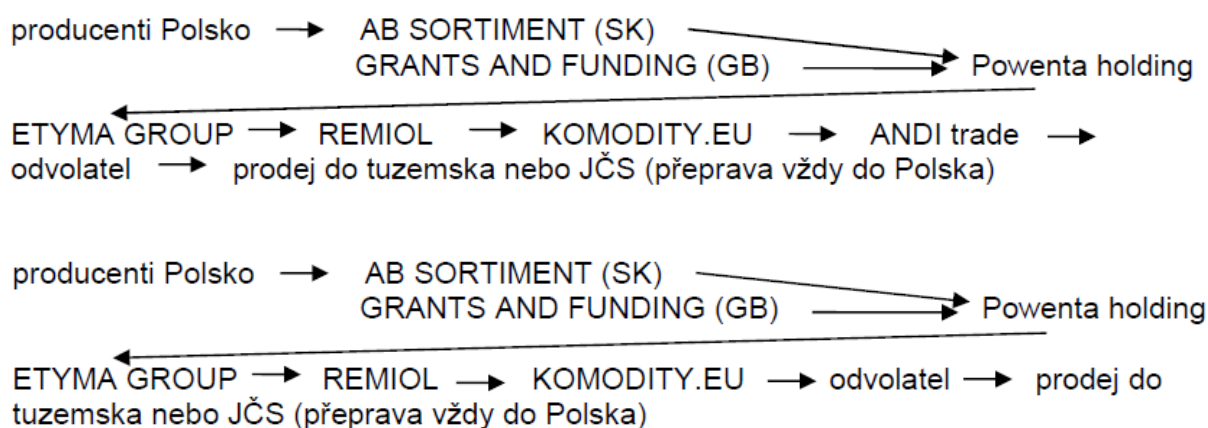 producenti Polsko → AB SORTIMENT (SK)
GRANTS AND FUNDING (GB) → Powenta holding
ETYMA GROUP → REMIOL → KOMODITY.EU → ANDI trade →
odvolatel → prodej do tuzemska nebo JČS (přeprava vždy do Polska)
producenti Polsko → AB SORTIMENT (SK)
GRANTS AND FUNDING (GB) → Powenta holding
ETYMA GROUP → REMIOL → KOMODITY.EU → odvolatel → prodej do
tuzemska nebo JČS (přeprava vždy do Polska)